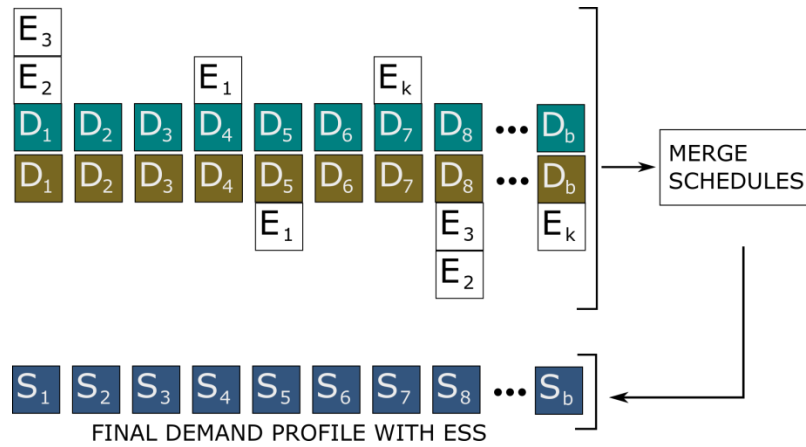 E3
E2 E1 Ek
D1 D2 D3 D4 D5 D6 D7 D8 ••• Db
D1 D2 D3 D4 D5 D6 D7 D8 ••• Db
E1 E3 Ek
E2
MERGE
SCHEDULES
S1 S2 S3 S4 S5 S6 S7 S8 ••• Sb
FINAL DEMAND PROFILE WITH ESS